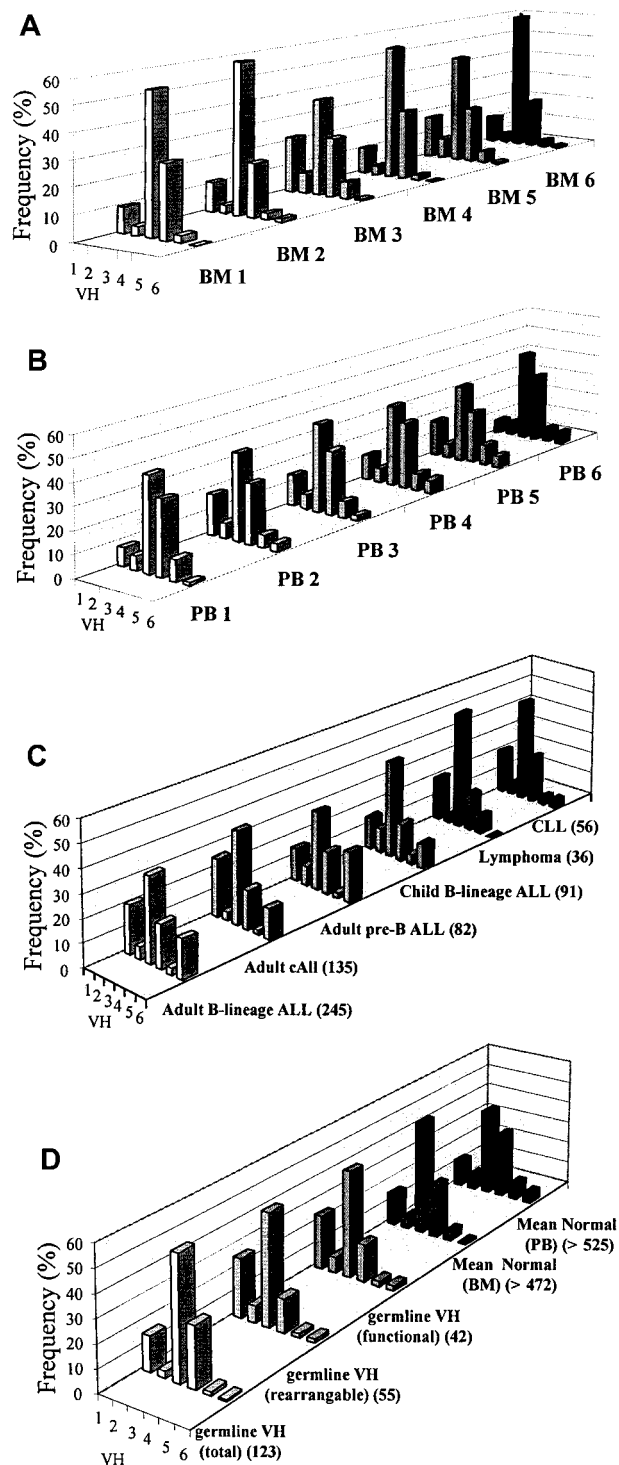 A
Frequency (%)
60
50
40
30
20
10
0
1 2 3 4 5 6
VH
BM 1
BM 2
BM 3
BM 4
BM 5
BM 6
B
Frequency (%)
60
50
40
30
20
10
0
1 2 3 4 5 6
VH
PB 1
PB 2
PB 3
PB 4
PB 5
PB 6
C
Frequency (%)
60
50
40
30
20
10
0
1 2 3 4 5 6
VH
Adult B-lineage ALL (245)
Adult cAll (135)
Adult pre-B ALL (82)
Child B-lineage ALL (91)
Lymphoma (36)
CLL (56)
D
Frequency (%)
60
50
40
30
20
10
0
1 2 3 4 5 6
VH
germline VH
(total) (123)
germline VH
(rearrangable) (55)
germline VH
(functional) (42)
Mean Normal
(BM) (> 472)
Mean Normal
(PB) (> 525)